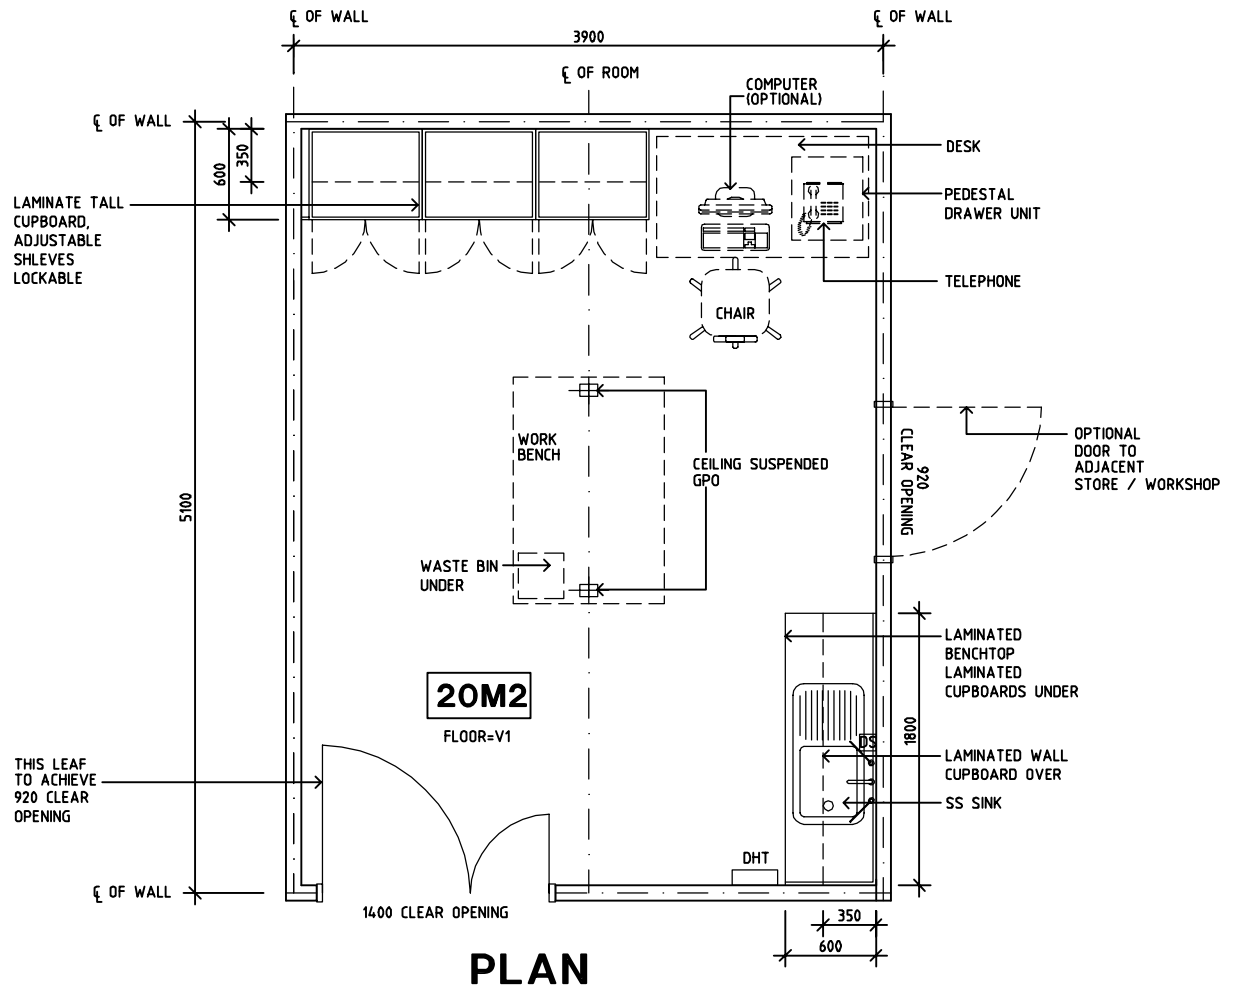 ℄ OF WALL
℄ OF WALL
3900
℄ OF ROOM
COMPUTER
(OPTIONAL)
℄ OF WALL
350
600
DESK
PEDESTAL
DRAWER UNIT
LAMINATE TALL
CUPBOARD,
ADJUSTABLE
SHLEVES
LOCKABLE
TELEPHONE
CHAIR
WORK
BENCH
CEILING SUSPENDED
GPO
920
CLEAR OPENING
OPTIONAL
DOOR TO
ADJACENT
STORE / WORKSHOP
5100
WASTE BIN
UNDER
LAMINATED
BENCHTOP
LAMINATED
CUPBOARDS UNDER
20M2
FLOOR=V1
1800
DS
LAMINATED WALL
CUPBOARD OVER
THIS LEAF
TO ACHIEVE
920 CLEAR
OPENING
SS SINK
DHT
℄ OF WALL
1400 CLEAR OPENING
350
600
PLAN